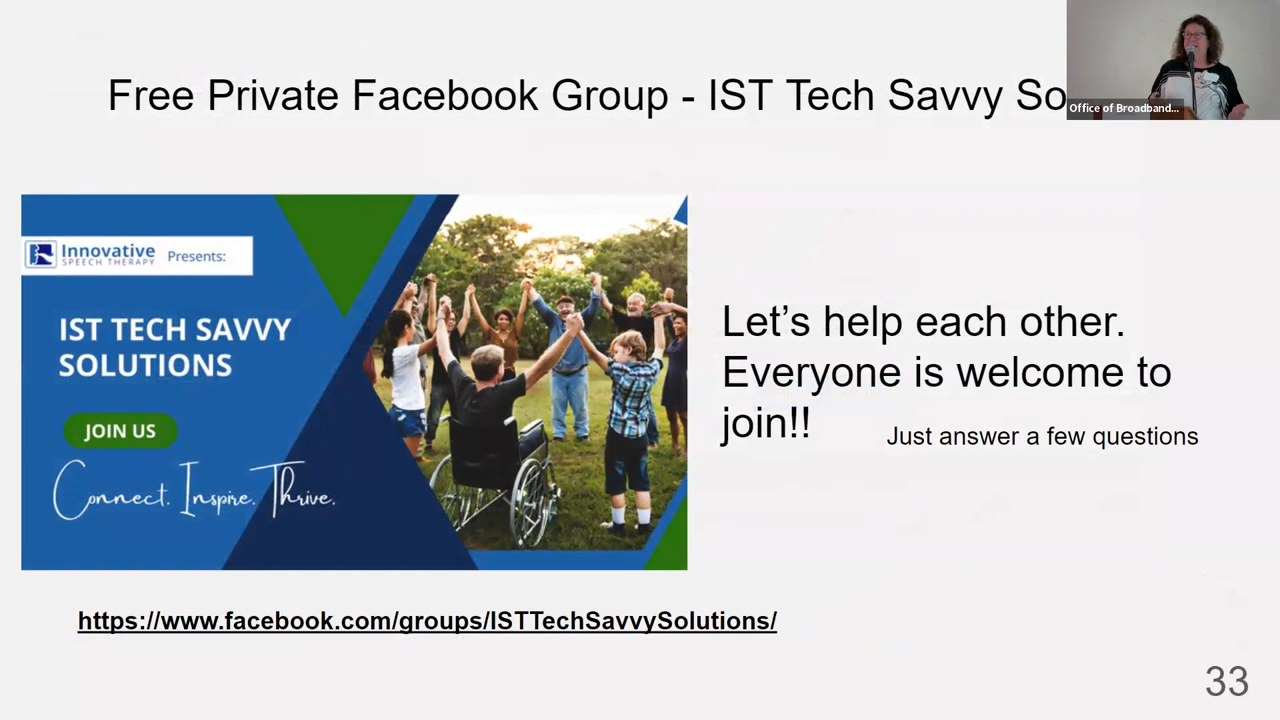 Free Private Facebook Group - IST Tech Savvy So
Office of Broadband...
Innovative
SPEECH THERAPY
Presents:
IST TECH SAVVY
SOLUTIONS
JOIN US
Connect. Inspire. Thrive.
Let’s help each other.
Everyone is welcome to
join!!
Just answer a few questions
https://www.facebook.com/groups/ISTTechSavvySolutions/
33